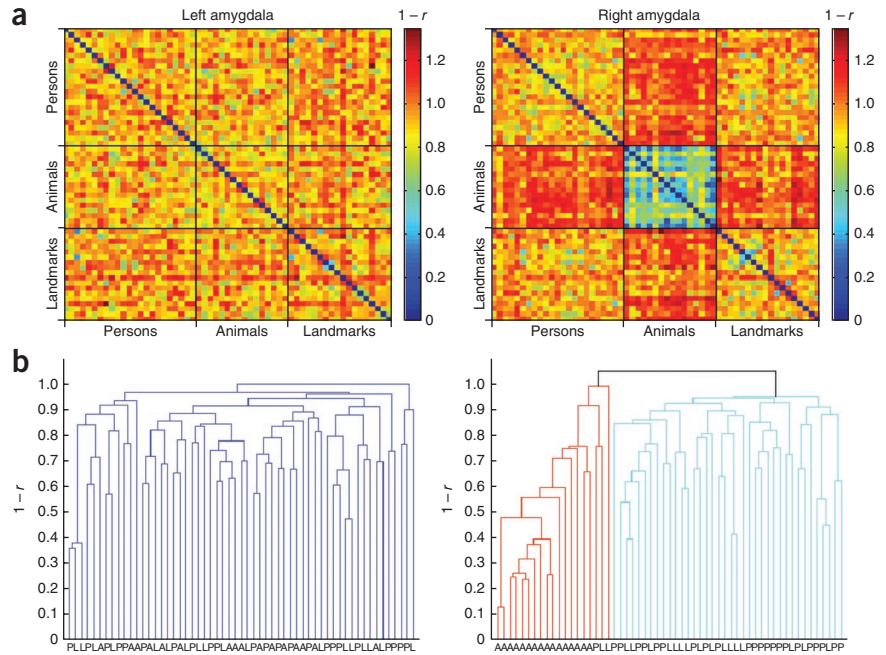 a
Left amygdala
1 – r
Right amygdala
1 – r
Persons
Animals
Landmarks
1.2
1.0
0.8
0.6
0.4
0.2
0
Persons
Animals
Landmarks
Persons
Animals
Landmarks
1.2
1.0
0.8
0.6
0.4
0.2
0
Persons
Animals
Landmarks
b
1 – r
1.0
0.9
0.8
0.7
0.6
0.5
0.4
0.3
0.2
0.1
0
1 – r
1.0
0.9
0.8
0.7
0.6
0.5
0.4
0.3
0.2
0.1
0